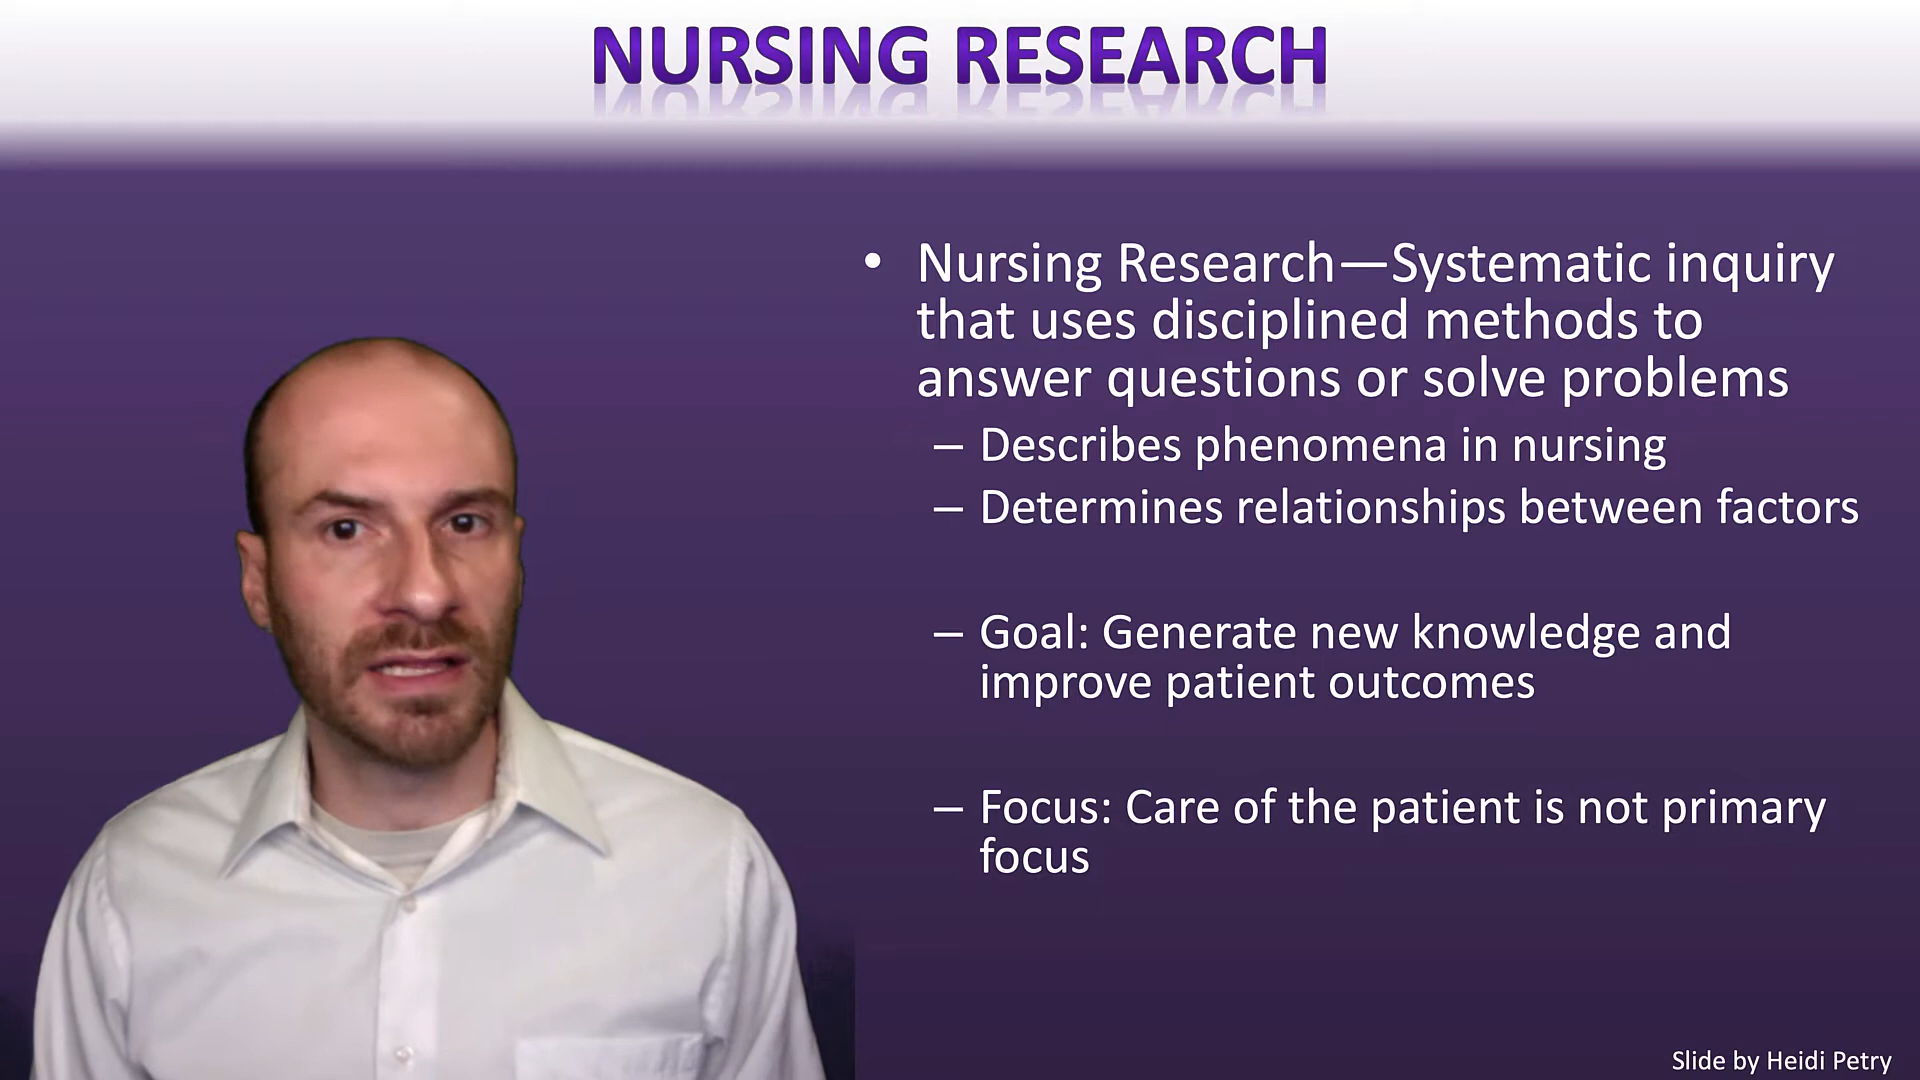 NURSING RESEARCH
• Nursing Research—Systematic inquiry
that uses disciplined methods to
answer questions or solve problems
– Describes phenomena in nursing
– Determines relationships between factors
– Goal: Generate new knowledge and
improve patient outcomes
– Focus: Care of the patient is not primary
focus
Slide by Heidi Petry